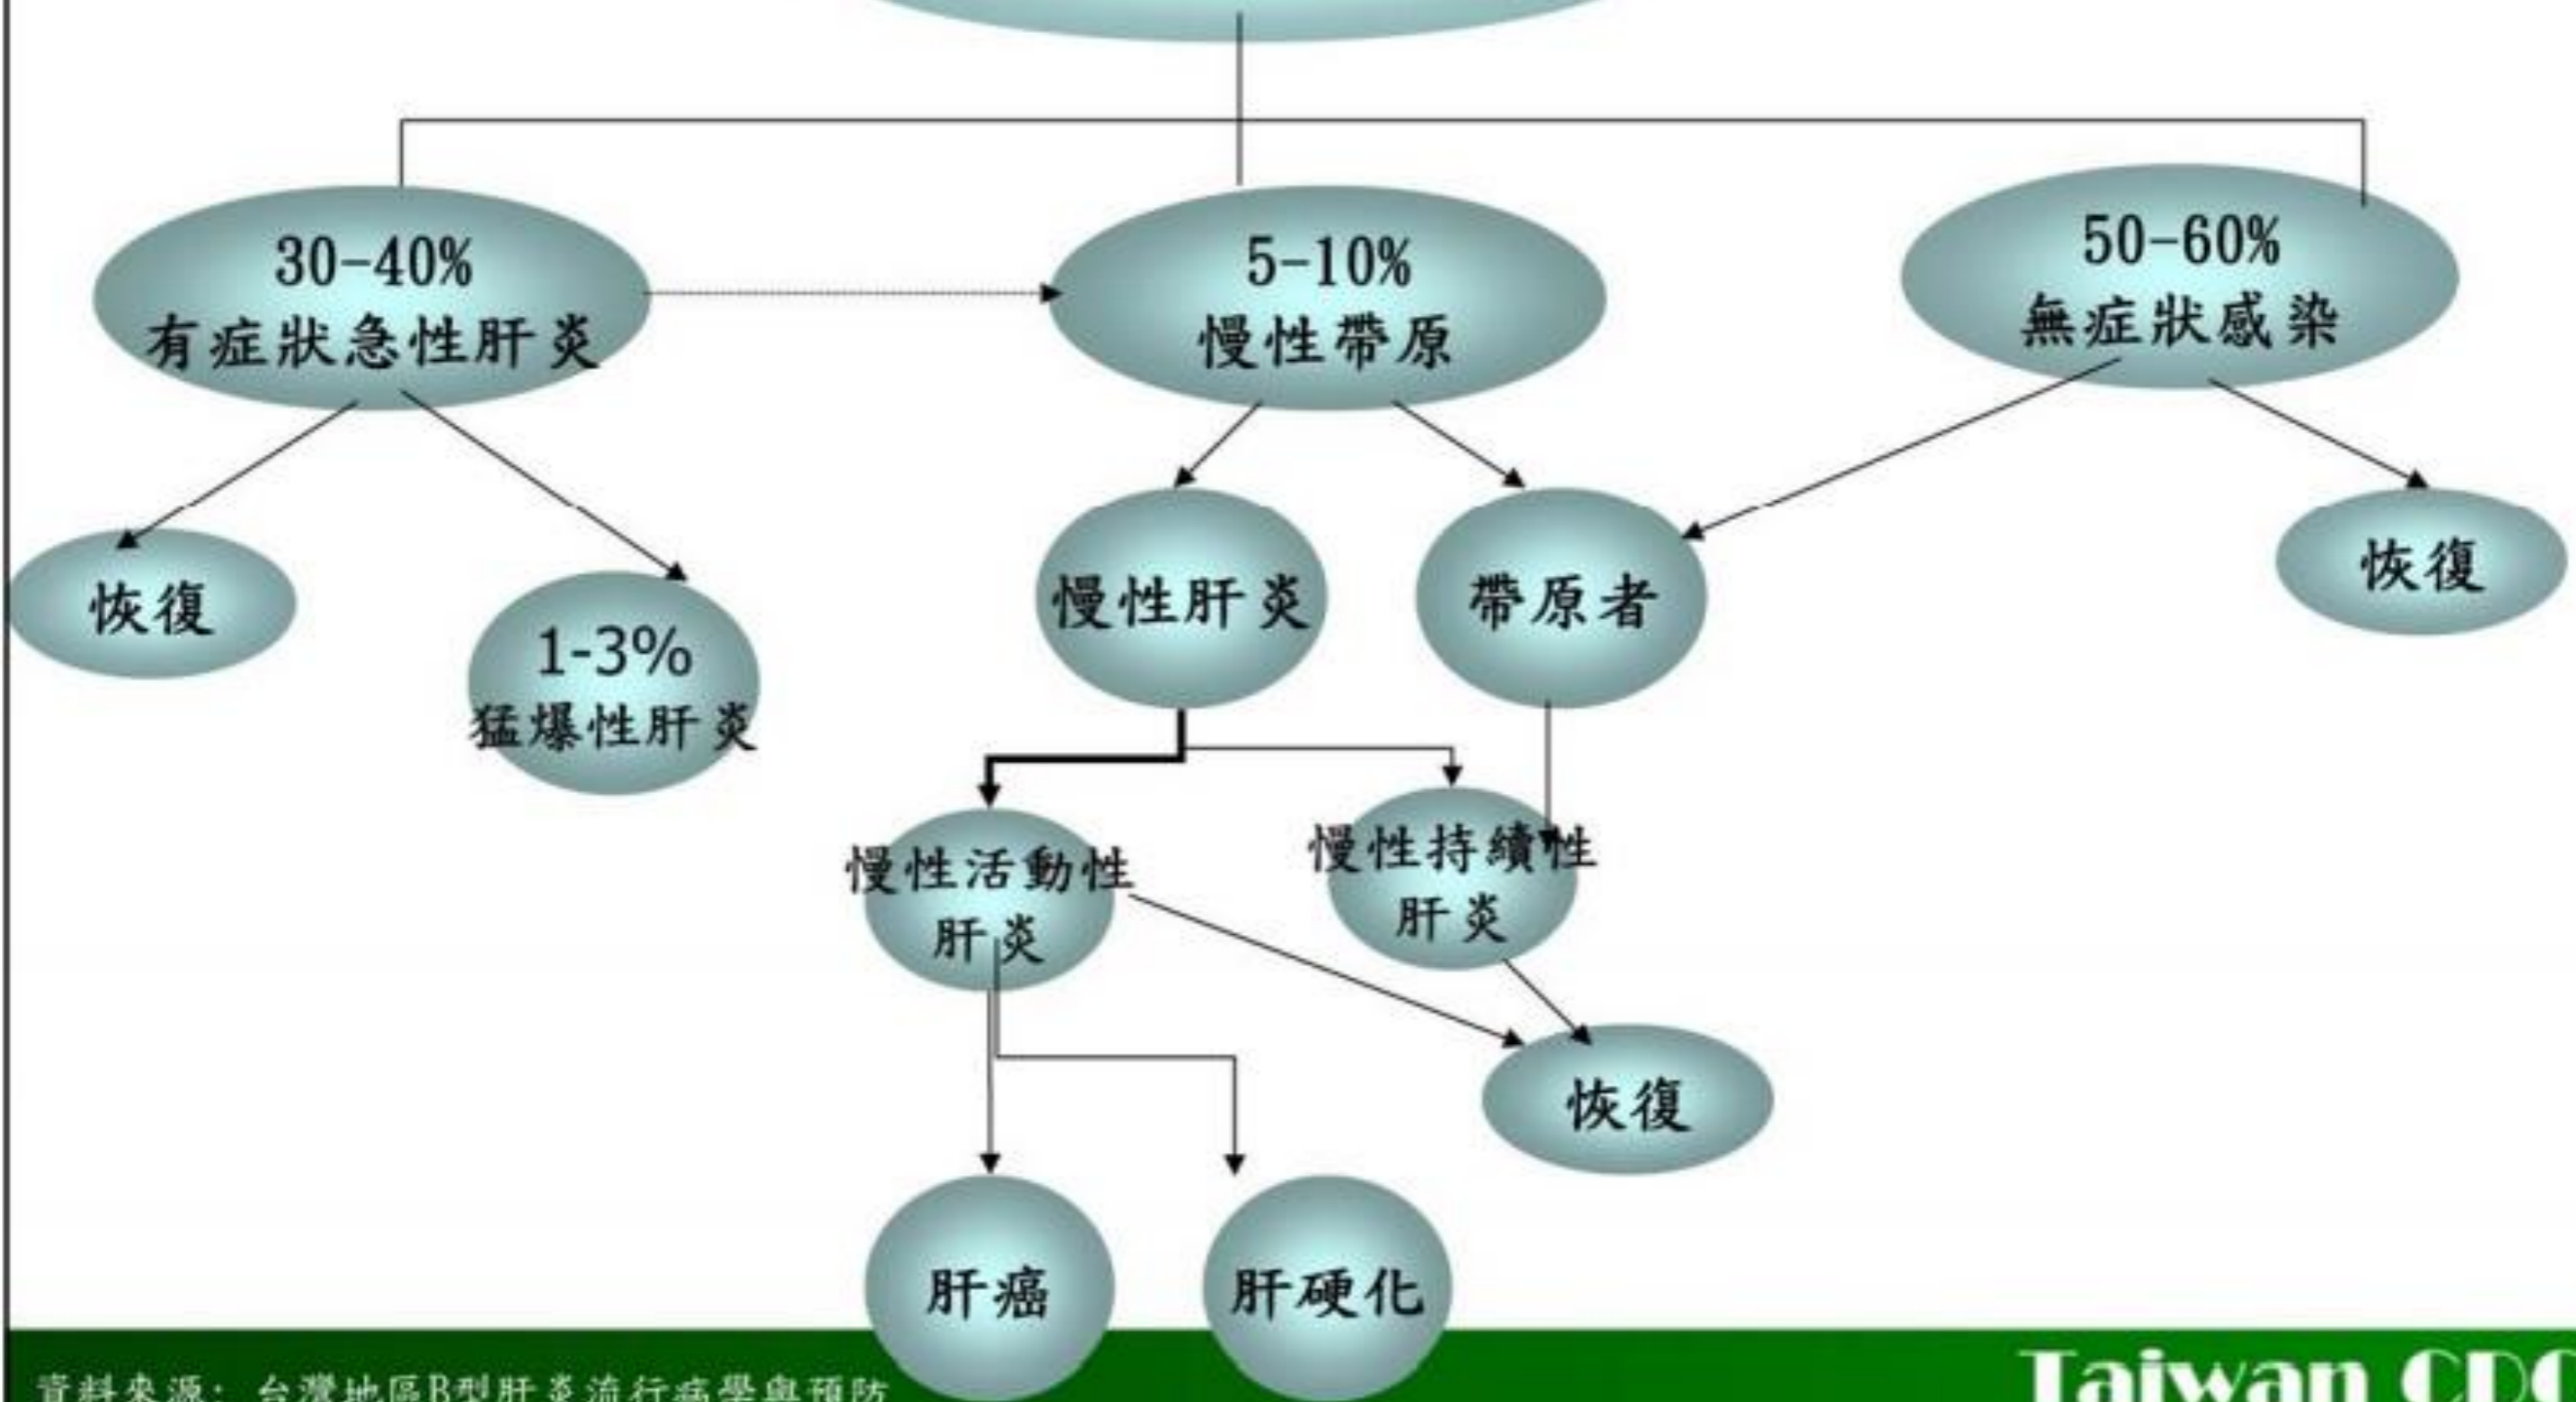 30-40%
有症狀急性肝炎
5-10%
慢性帶原
50-60%
無症狀感染
恢復
1-3%
猛爆性肝炎
慢性肝炎
帶原者
恢復
慢性活動性
肝炎
慢性持續性
肝炎
恢復
肝癌
肝硬化
資料來源: 台灣地區B型肝炎流行病學與預防
Taiwan CDC